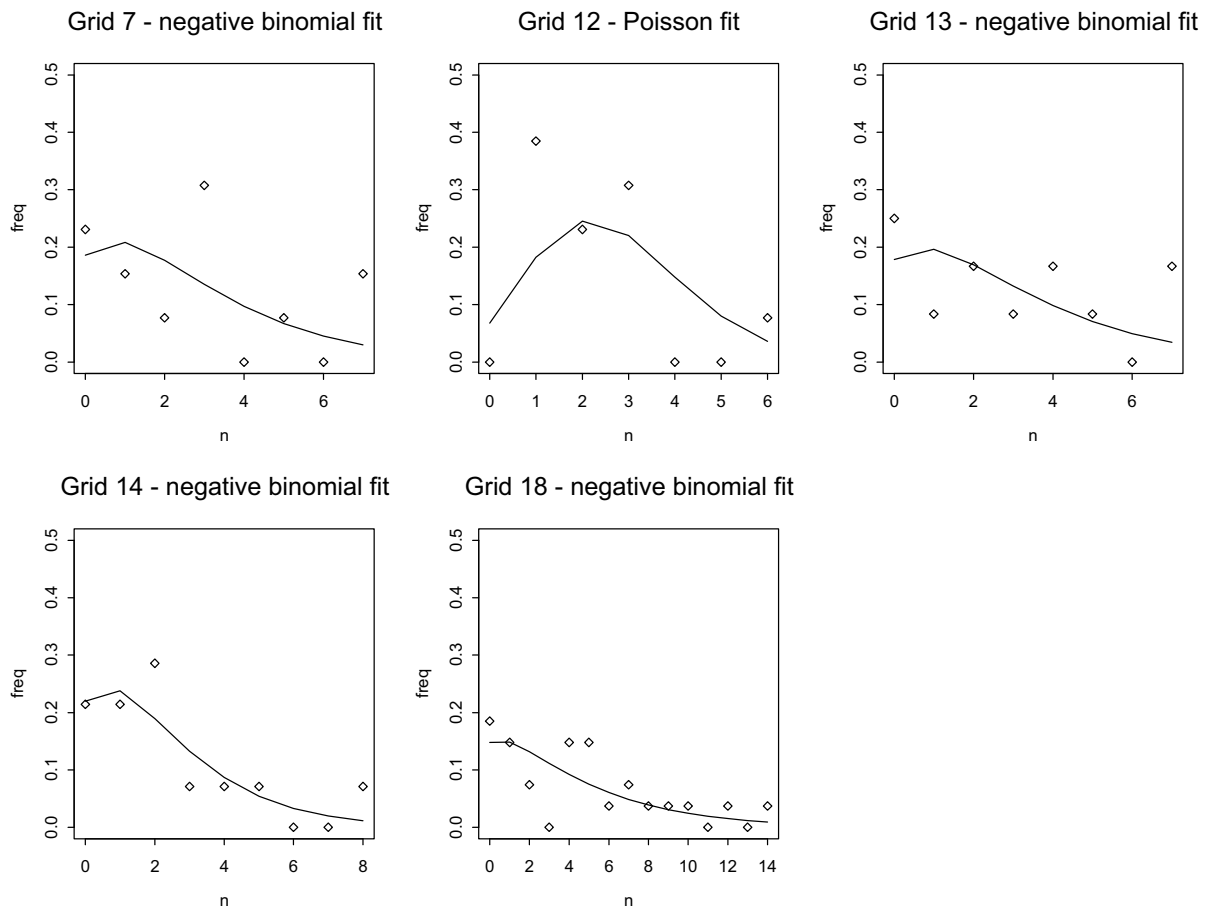 Grid 7 - negative binomial fit
freq
0.0 0.1 0.2 0.3 0.4 0.5
0 2 4 6
n
Grid 12 - Poisson fit
freq
0.0 0.1 0.2 0.3 0.4 0.5
0 1 2 3 4 5 6
n
Grid 13 - negative binomial fit
freq
0.0 0.1 0.2 0.3 0.4 0.5
0 2 4 6
n
Grid 14 - negative binomial fit
freq
0.0 0.1 0.2 0.3 0.4 0.5
0 2 4 6 8
n
Grid 18 - negative binomial fit
freq
0.0 0.1 0.2 0.3 0.4 0.5
0 2 4 6 8 10 12 14
n